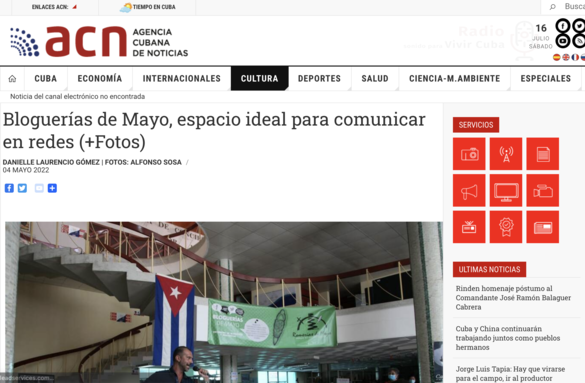 ENLACES ACN:
TIEMPO EN CUBA
Busca
acn AGENCIA
CUBANA
DE NOTICIAS
Radio
Vivir Cuba
16
JULIO
SÁBADO
CUBA ECONOMÍA INTERNACIONALES CULTURA DEPORTES SALUD CIENCIA-M.AMBIENTE ESPECIALES
Noticia del canal electrónico no encontrada
Bloguerías de Mayo, espacio ideal para comunicar
en redes (+Fotos)
DANIELLE LAURENCIO GÓMEZ | FOTOS: ALFONSO SOSA /
04 MAYO 2022
SERVICIOS
ULTIMAS NOTICIAS
Rinden homenaje póstumo al
Comandante José Ramón Balaguer
Cabrera
Cuba y China continuarán
trabajando juntos como pueblos
hermanos
Jorge Luis Tapia: Hay que virarse
para el campo, ir al productor